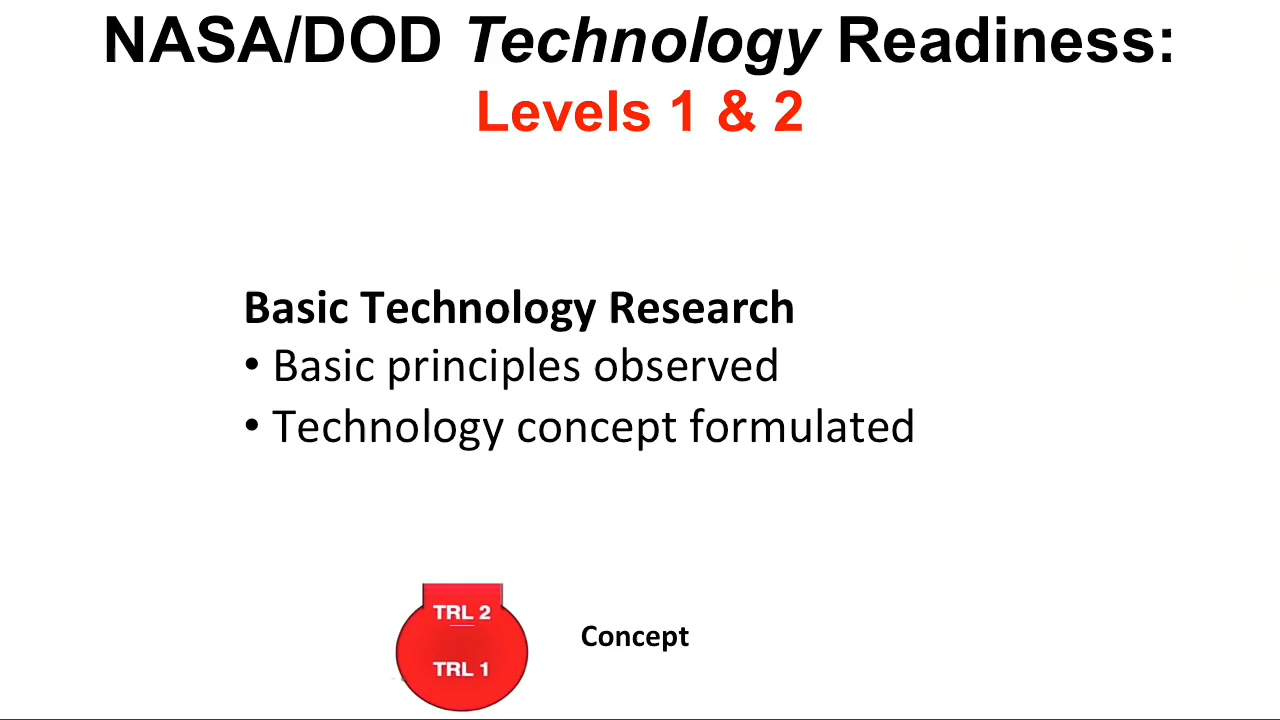 NASA/DOD Technology Readiness:
Levels 1 & 2
Basic Technology Research
• Basic principles observed
• Technology concept formulated
TRL 2
Concept
TRL 1